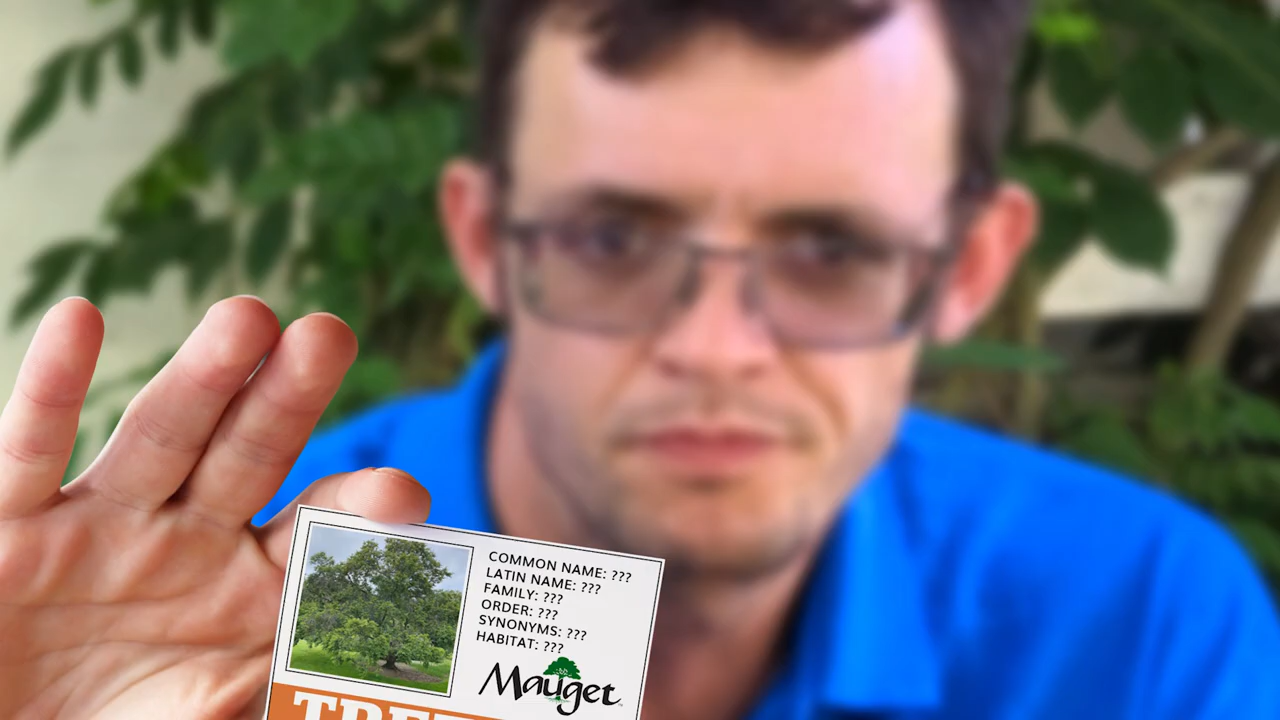 COMMON NAME: ???
LATIN NAME: ???
FAMILY: ???
ORDER: ???
SYNONYMS: ???
HABITAT: ???
Mauget